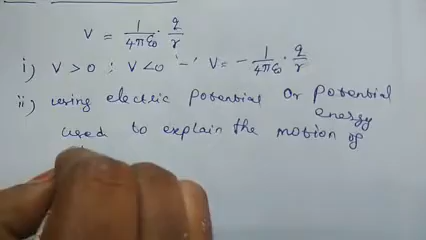 V = 1/4πε₀ · q/r
i) V > 0 ; V < 0 '-' V = - 1/4πε₀ · q/r
ii) using electric potential or potential
energy
used to explain the motion of